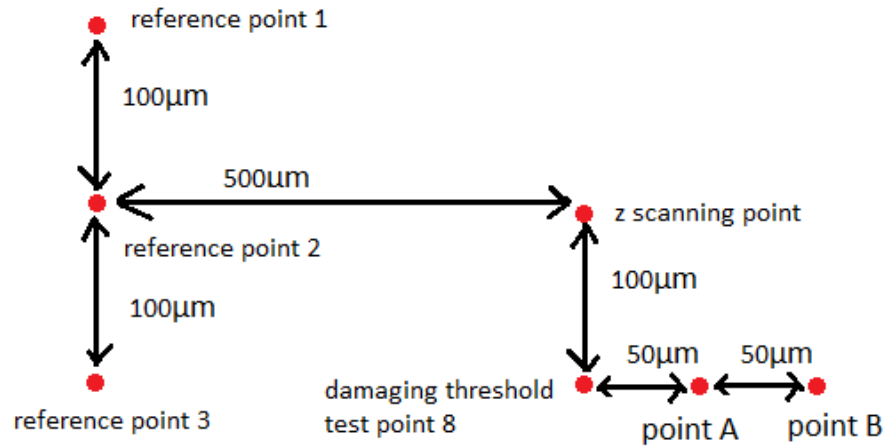 reference point 1
100μm
500μm
z scanning point
reference point 2
100μm
100μm
50μm
50μm
damaging threshold
test point 8
reference point 3
point A
point B